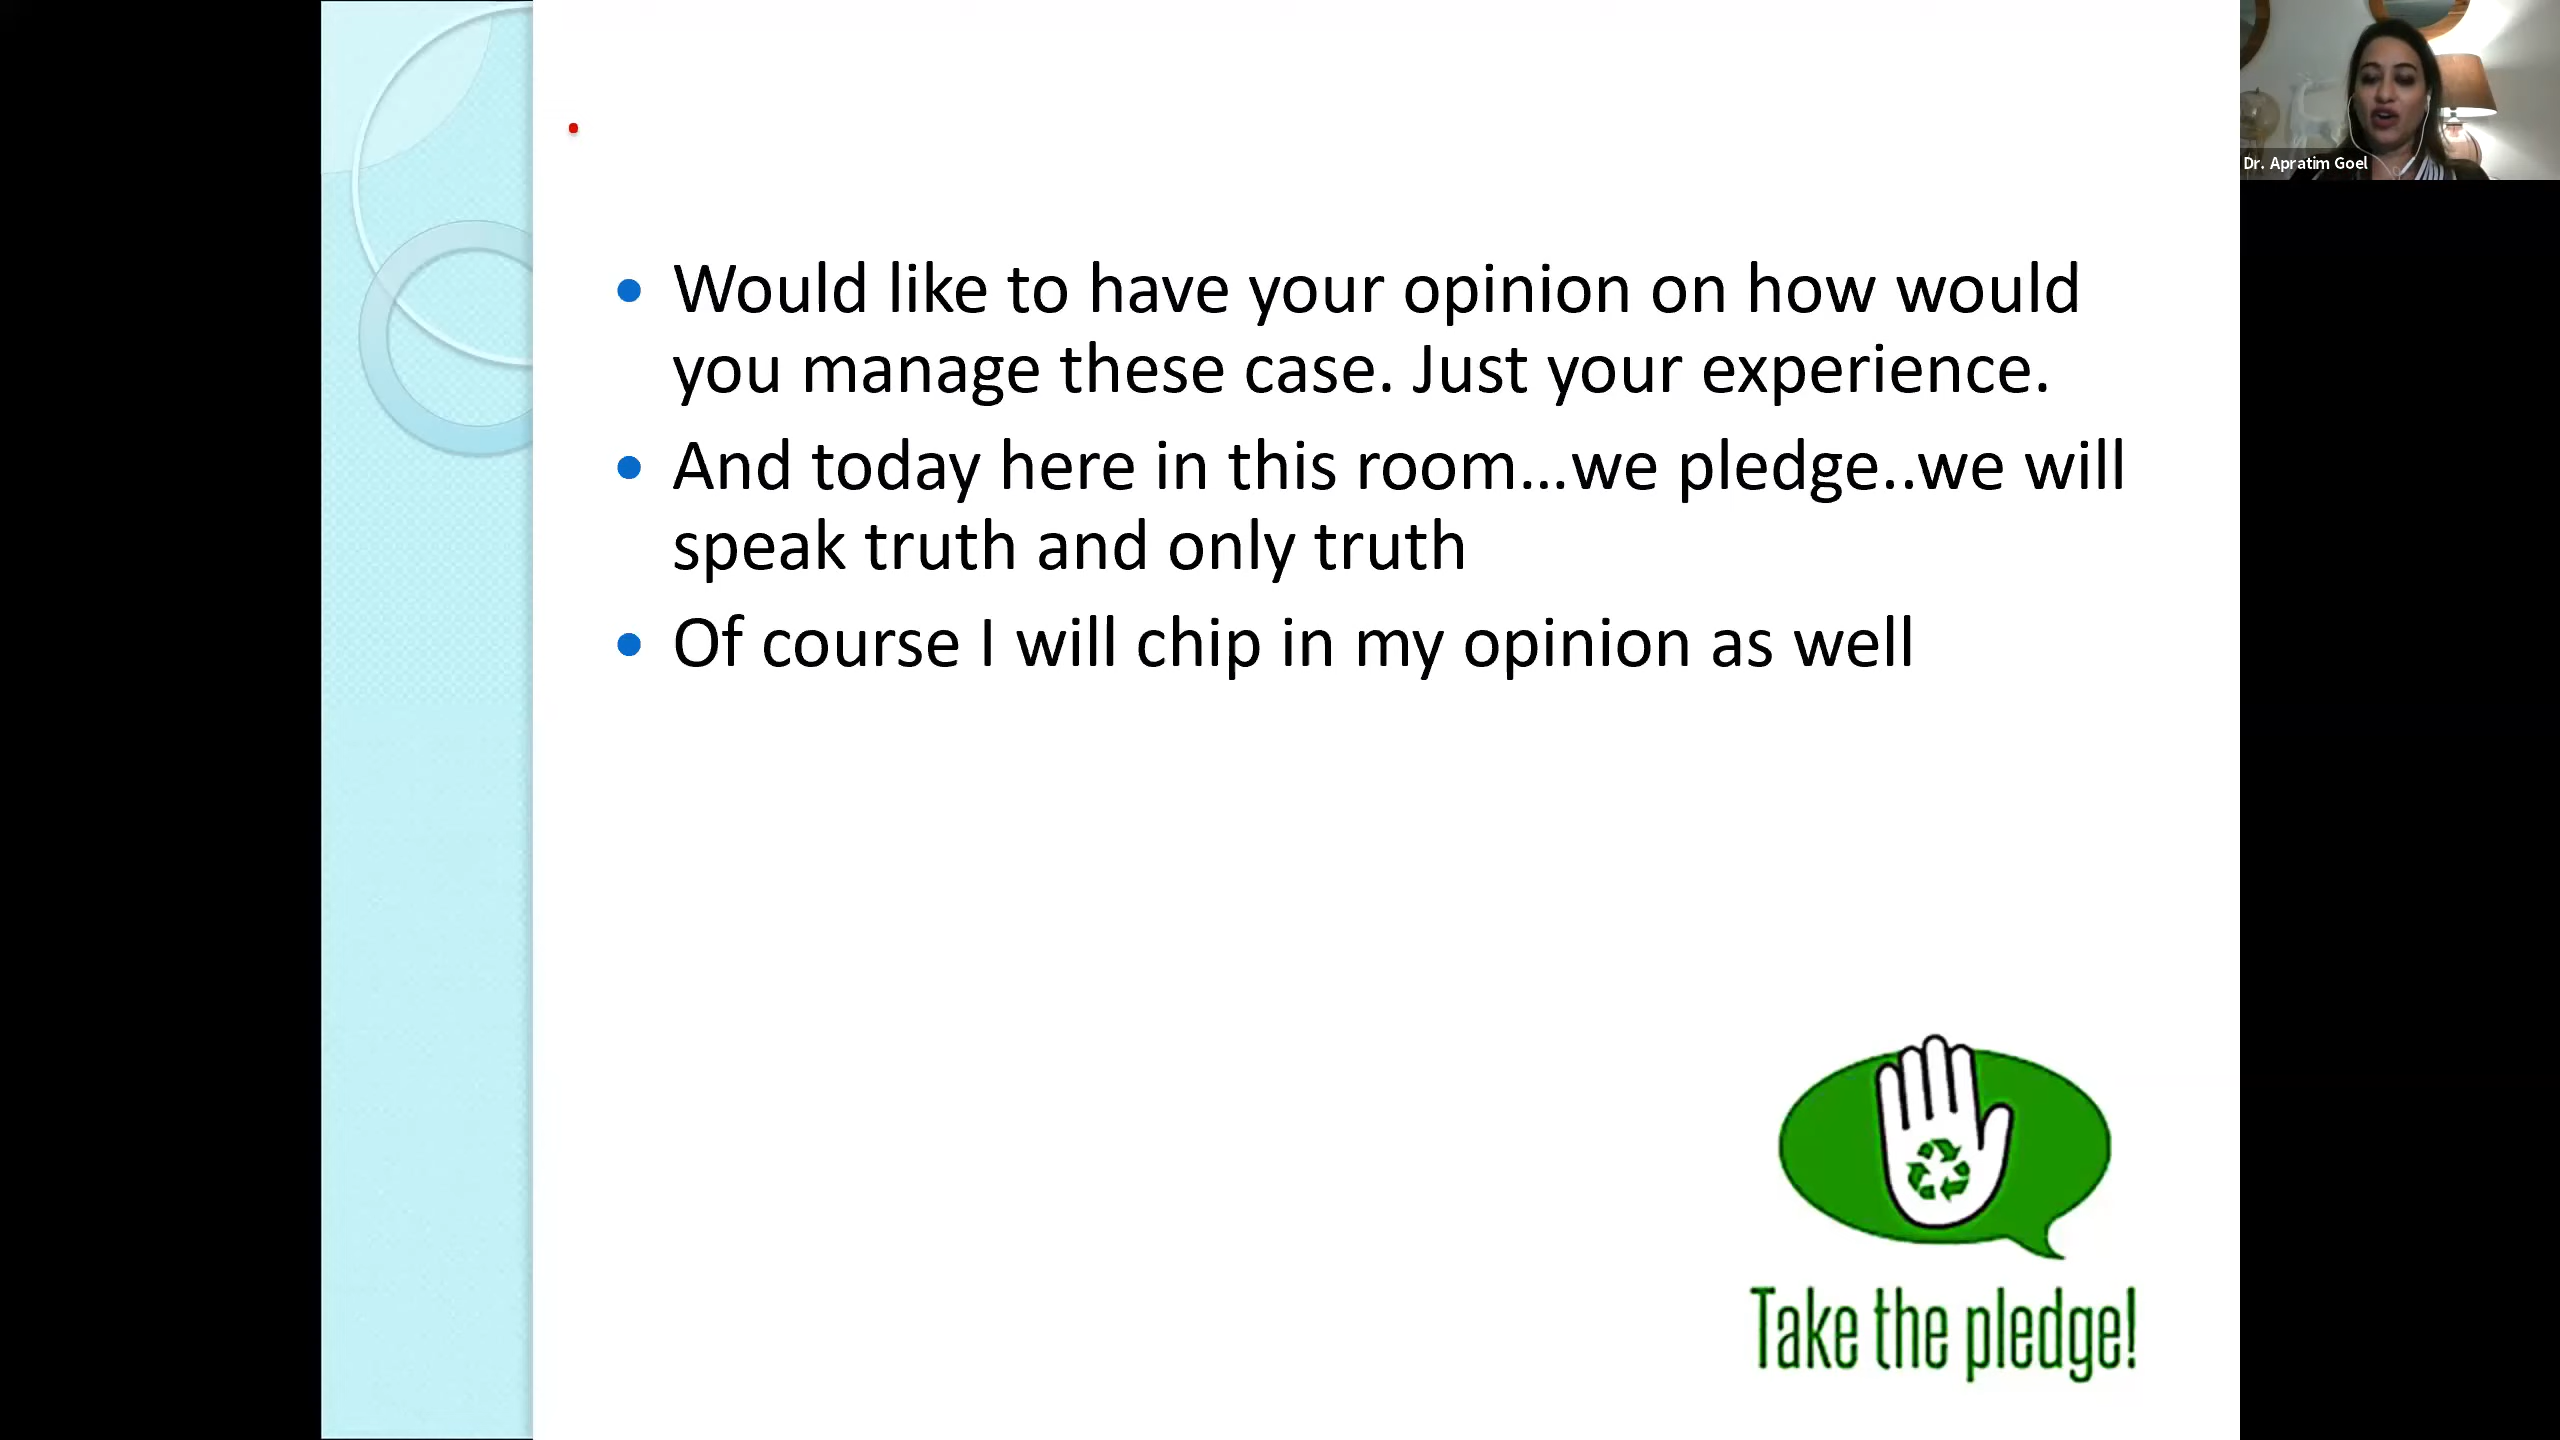 Dr. Apratim Goel
Would like to have your opinion on how would
you manage these case. Just your experience.
And today here in this room...we pledge..we will
speak truth and only truth
Of course I will chip in my opinion as well
Take the pledge!